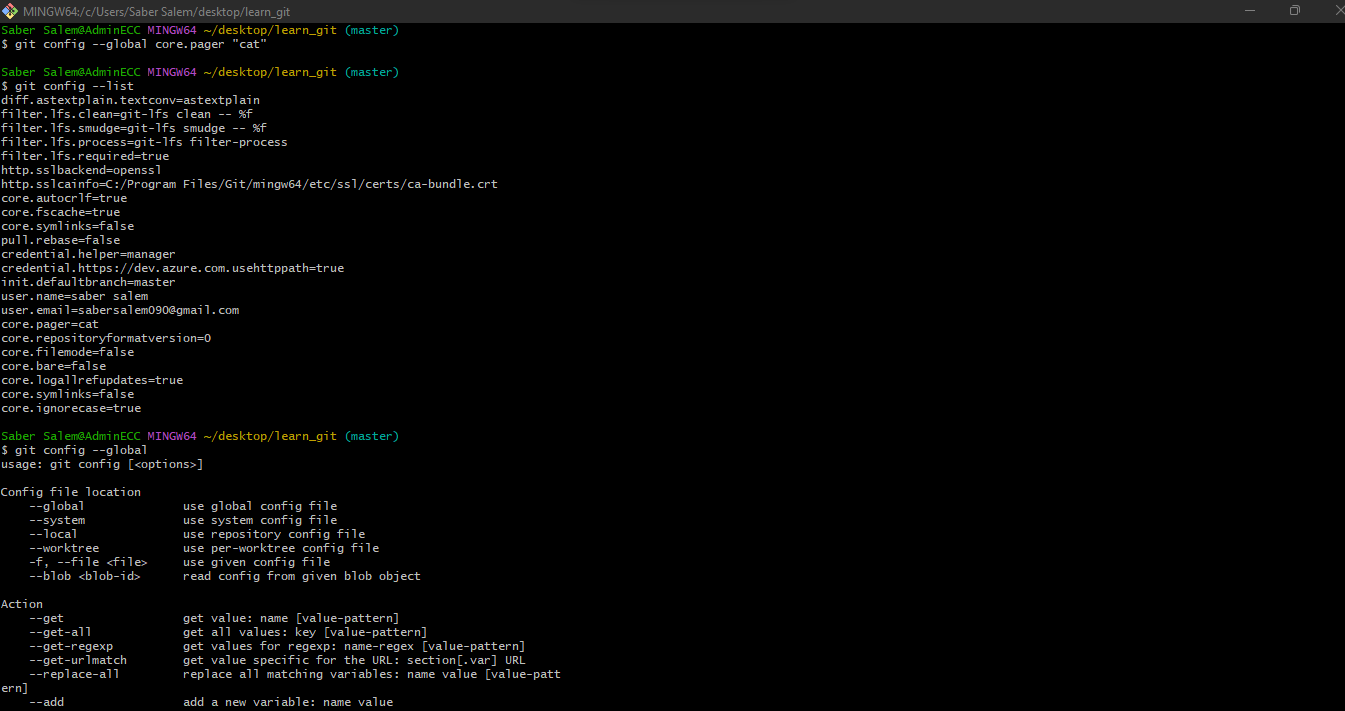 MINGW64:/c/Users/Saber Salem/desktop/learn_git
Saber Salem@AdminECC MINGW64 ~/desktop/learn_git (master)
$ git config --global core.pager "cat"
Saber Salem@AdminECC MINGW64 ~/desktop/learn_git (master)
$ git config --list
diff.astextplain.textconv=astextplain
filter.lfs.clean=git-lfs clean -- %f
filter.lfs.smudge=git-lfs smudge -- %f
filter.lfs.process=git-lfs filter-process
filter.lfs.required=true
http.sslbackend=openssl
http.sslcainfo=C:/Program Files/Git/mingw64/etc/ssl/certs/ca-bundle.crt
core.autocrlf=true
core.fscache=true
core.symlinks=false
pull.rebase=false
credential.helper=manager
credential.https://dev.azure.com.usehttppath=true
init.defaultbranch=master
user.name=saber salem
user.email=sabersalem090@gmail.com
core.pager=cat
core.repositoryformatversion=0
core.filemode=false
core.bare=false
core.logallrefupdates=true
core.symlinks=false
core.ignorecase=true
Saber Salem@AdminECC MINGW64 ~/desktop/learn_git (master)
$ git config --global
usage: git config [<options>]
Config file location
    --global              use global config file
    --system              use system config file
    --local               use repository config file
    --worktree            use per-worktree config file
    -f, --file <file>     use given config file
    --blob <blob-id>      read config from given blob object
Action
    --get                 get value: name [value-pattern]
    --get-all             get all values: key [value-pattern]
    --get-regexp          get values for regexp: name-regex [value-pattern]
    --get-urlmatch        get value specific for the URL: section[.var] URL
    --replace-all         replace all matching variables: name value [value-patt
ern]
    --add                 add a new variable: name value